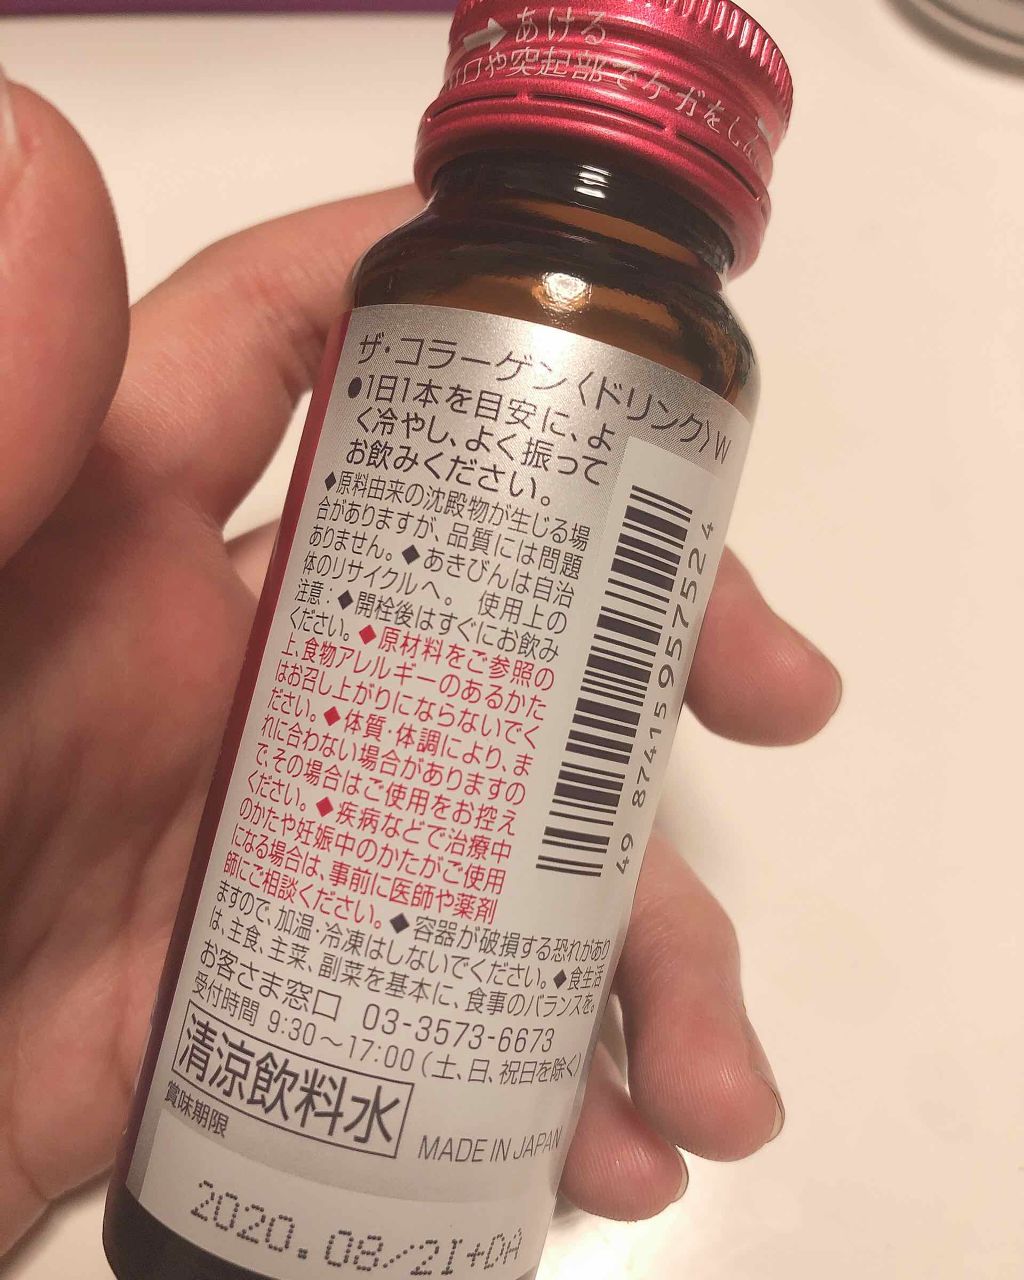 あける
口や突起部でケガをしな
ザ・コラーゲン〈ドリンク〉W
●1日1本を目安に、よ
く冷やし、よく振って
お飲みください。
◆原料由来の沈殿物が生じる場
合がありますが、品質には問題
ありません。◆あきびんは自治
体のリサイクルへ。 使用上の
注意:◆開栓後はすぐにお飲み
ください。◆原材料をご参照の
上、食物アレルギーのあるかた
はお召し上がりにならないでく
ださい。◆体質・体調により、ま
れに合わない場合がありますの
で、その場合はご使用をお控え
ください。◆疾病などで治療中
のかたや妊娠中のかたがご使用
になる場合は、事前に医師や薬剤
師にご相談ください。◆容器が破損する恐れがあり
ますので、加温・冷凍はしないでください。◆食生活
は、主食、主菜、副菜を基本に、食事のバランスを。
お客さま窓口 03-3573-6673
受付時間 9:30～17:00(土、日、祝日を除く)
清涼飲料水
賞味期限
MADE IN JAPAN
2020.08/21+DA
49 87415 957524